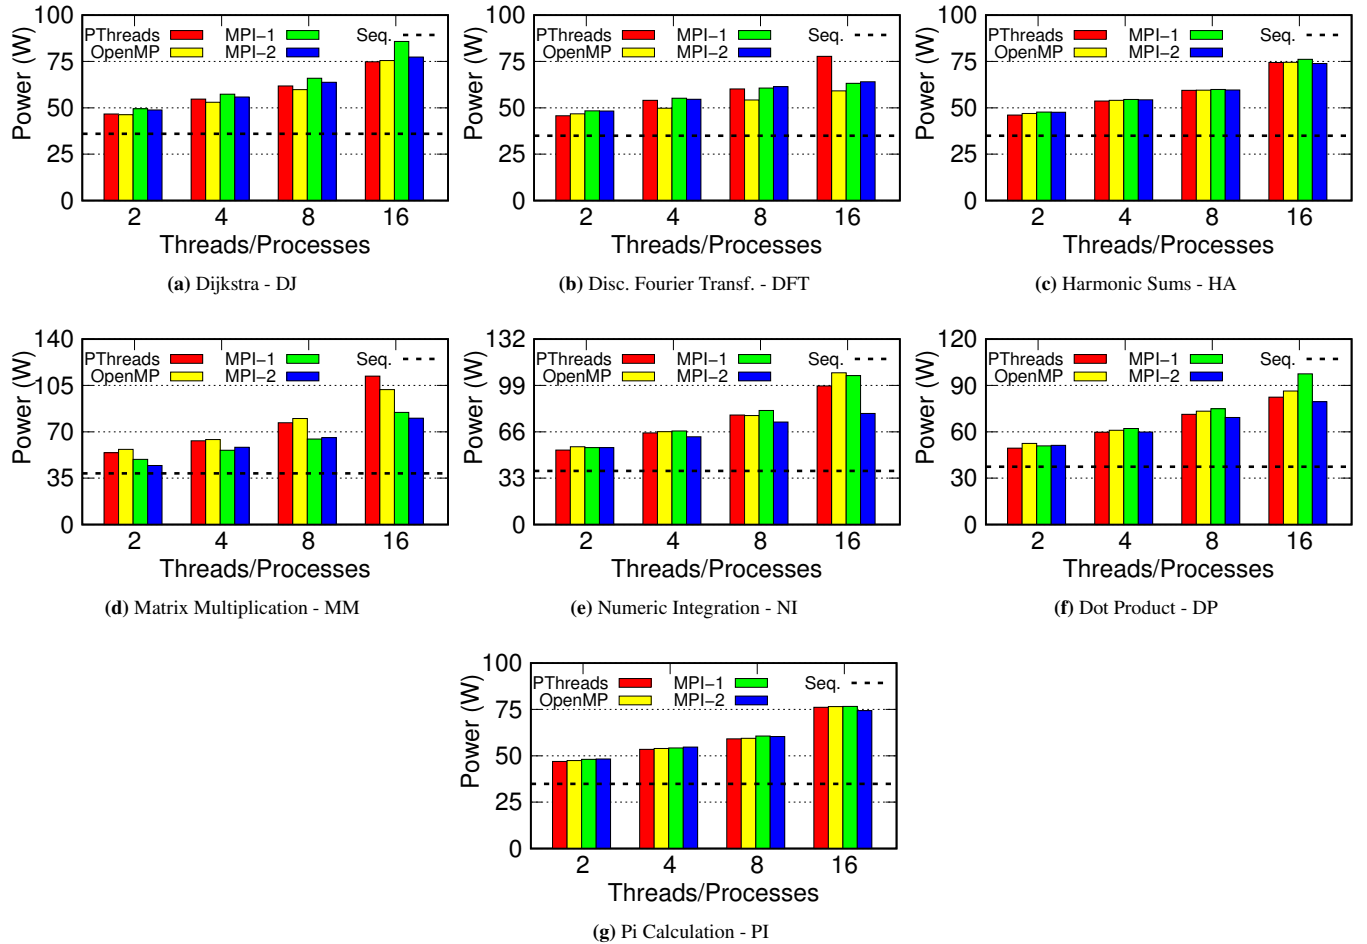 Power (W)
100
75
50
25
0
PThreads
OpenMP
MPI-1
MPI-2
Seq.
2 4 8 16
Threads/Processes
(a) Dijkstra - DJ
Power (W)
100
75
50
25
0
PThreads
OpenMP
MPI-1
MPI-2
Seq.
2 4 8 16
Threads/Processes
(b) Disc. Fourier Transf. - DFT
Power (W)
100
75
50
25
0
PThreads
OpenMP
MPI-1
MPI-2
Seq.
2 4 8 16
Threads/Processes
(c) Harmonic Sums - HA
Power (W)
140
105
70
35
0
PThreads
OpenMP
MPI-1
MPI-2
Seq.
2 4 8 16
Threads/Processes
(d) Matrix Multiplication - MM
Power (W)
132
99
66
33
0
PThreads
OpenMP
MPI-1
MPI-2
Seq.
2 4 8 16
Threads/Processes
(e) Numeric Integration - NI
Power (W)
120
90
60
30
0
PThreads
OpenMP
MPI-1
MPI-2
Seq.
2 4 8 16
Threads/Processes
(f) Dot Product - DP
Power (W)
100
75
50
25
0
PThreads
OpenMP
MPI-1
MPI-2
Seq.
2 4 8 16
Threads/Processes
(g) Pi Calculation - PI